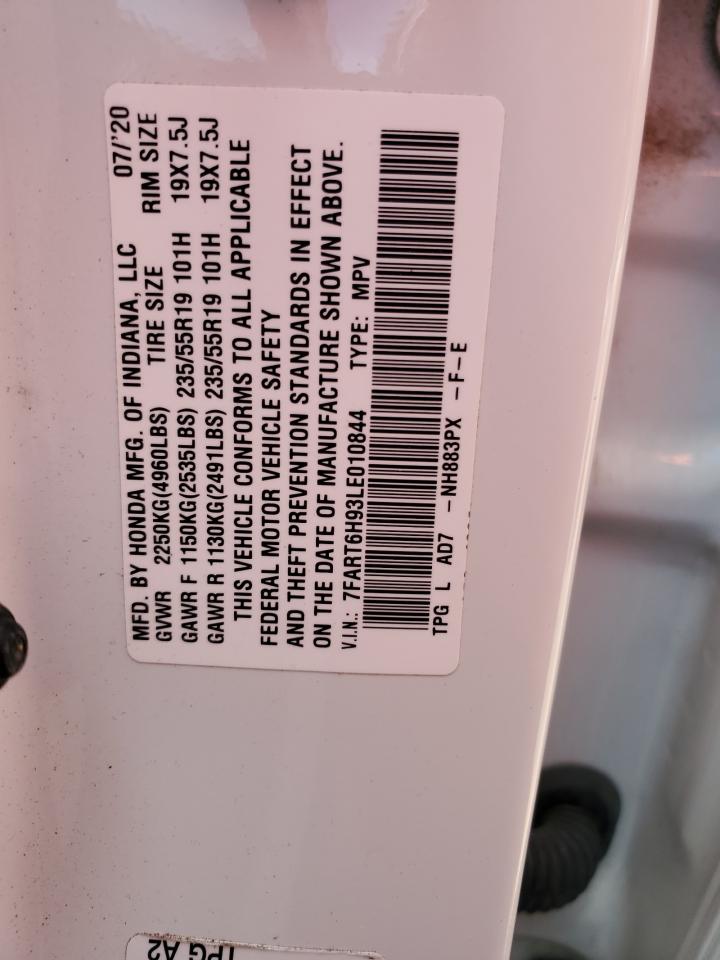 MFD. BY HONDA MFG. OF INDIANA, LLC 07/'20
GVWR 2250KG(4960LBS) TIRE SIZE RIM SIZE
GAWR F 1150KG(2535LBS) 235/55R19 101H 19X7.5J
GAWR R 1130KG(2491LBS) 235/55R19 101H 19X7.5J
THIS VEHICLE CONFORMS TO ALL APPLICABLE
FEDERAL MOTOR VEHICLE SAFETY
AND THEFT PREVENTION STANDARDS IN EFFECT
ON THE DATE OF MANUFACTURE SHOWN ABOVE.
V.I.N.: 7FART6H93LE010844 TYPE: MPV
TPG L AD7 -NH883PX -F-E
TPG A2